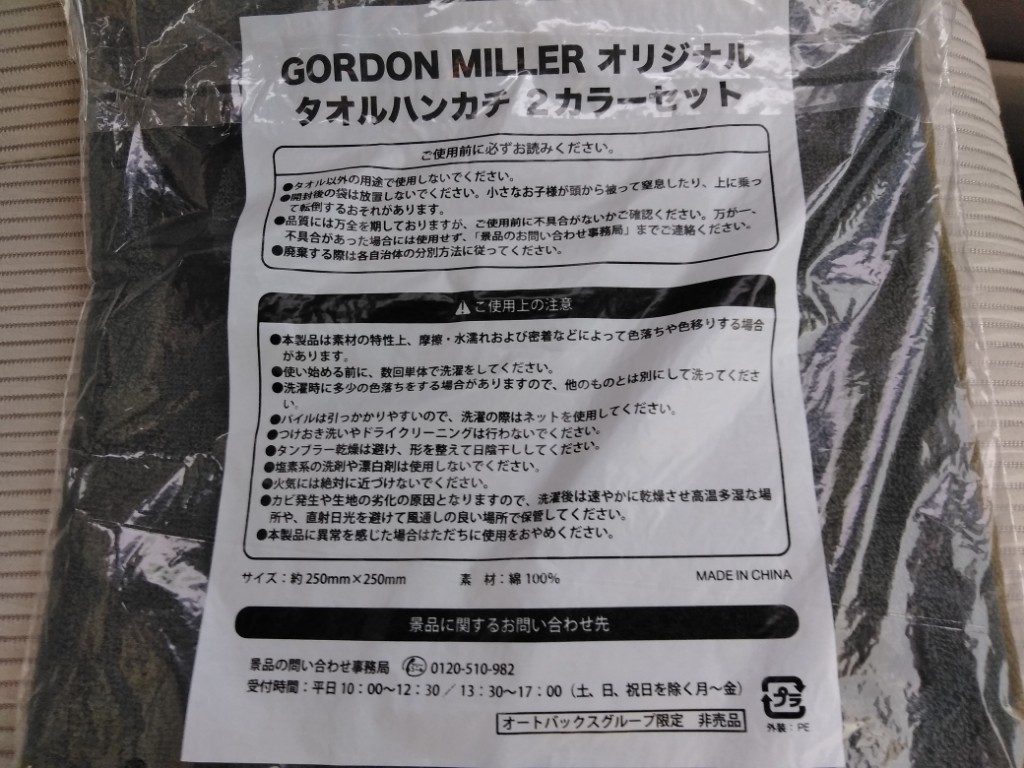 GORDON MILLER オリジナル
タオルハンカチ 2カラーセット
ご使用前に必ずお読みください。
●タオル以外の用途で使用しないでください。
●開封後の袋は放置しないでください。小さなお子様が頭から被って窒息したり、上に乗っ
て転倒するおそれがあります。
●品質には万全を期しておりますが、ご使用前に不具合がないかご確認ください。万が一、
不具合があった場合には使用せず、「景品のお問い合わせ事務局」までご連絡ください。
●廃棄する際は各自治体の分別方法に従ってください。
ご使用上の注意
●本製品は素材の特性上、摩擦・水濡れおよび密着などによって色落ちや色移りする場合
があります。
●使い始める前に、数回単体で洗濯をしてください。
●洗濯時に多少の色落ちをする場合がありますので、他のものとは別にして洗ってくださ
い。
●パイルは引っかかりやすいので、洗濯の際はネットを使用してください。
●つけおき洗いやドライクリーニングは行わないでください。
●タンブラー乾燥は避け、形を整えて日陰干ししてください。
●塩素系の洗剤や漂白剤は使用しないでください。
●火気には絶対に近づけないでください。
●カビ発生や生地の劣化の原因となりますので、洗濯後は速やかに乾燥させ高温多湿な場
所や、直射日光を避けて風通しの良い場所で保管してください。
●本製品に異常を感じた場合はただちに使用をおやめください。
サイズ：約250mm×250mm 素 材：綿100% MADE IN CHINA
景品に関するお問い合わせ先
景品の問い合わせ事務局 0120-510-982
受付時間：平日10：00〜12：30／13：30〜17：00（土、日、祝日を除く月〜金）
オートバックスグループ限定 非売品
プラ
外装：PE